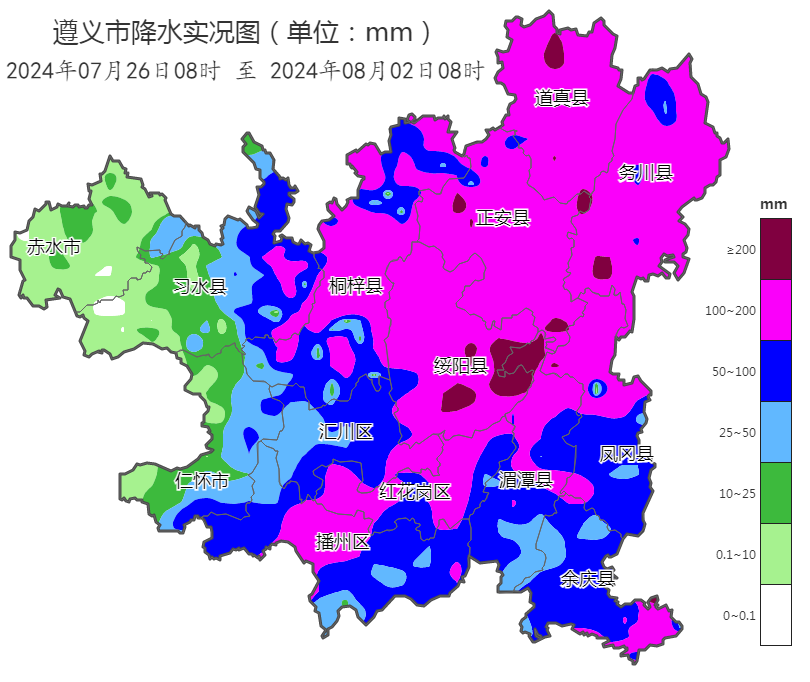 遵义市降水实况图（单位：mm）
2024年07月26日08时 至 2024年08月02日08时
道真县
务川县
正安县
赤水市
习水县
桐梓县
绥阳县
汇川区
凤冈县
仁怀市
红花岗区
湄潭县
播州区
余庆县
mm
≥200
100~200
50~100
25~50
10~25
0.1~10
0~0.1